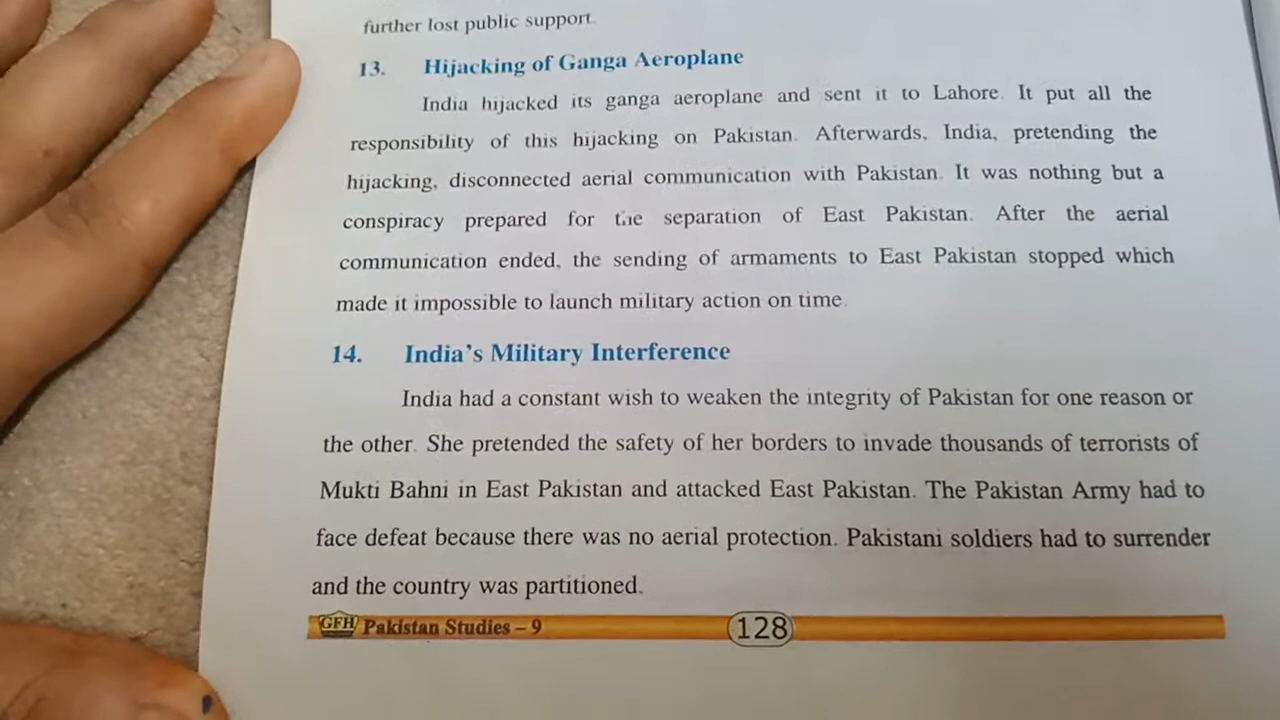 further lost public support.
13. Hijacking of Ganga Aeroplane
India hijacked its ganga aeroplane and sent it to Lahore. It put all the
responsibility of this hijacking on Pakistan. Afterwards, India, pretending the
hijacking, disconnected aerial communication with Pakistan. It was nothing but a
conspiracy prepared for the separation of East Pakistan. After the aerial
communication ended, the sending of armaments to East Pakistan stopped which
made it impossible to launch military action on time.
14. India's Military Interference
India had a constant wish to weaken the integrity of Pakistan for one reason or
the other. She pretended the safety of her borders to invade thousands of terrorists of
Mukti Bahni in East Pakistan and attacked East Pakistan. The Pakistan Army had to
face defeat because there was no aerial protection. Pakistani soldiers had to surrender
and the country was partitioned.
GFH Pakistan Studies – 9 128